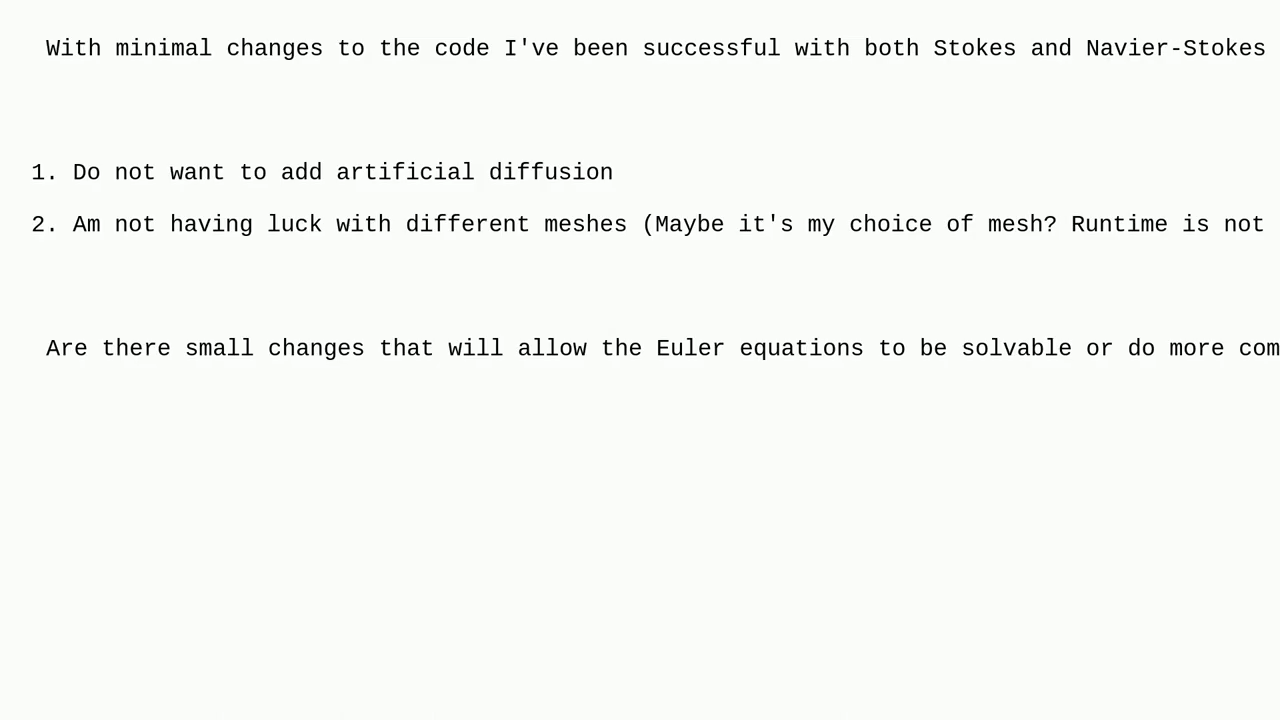 With minimal changes to the code I've been successful with both Stokes and Navier-Stokes
1. Do not want to add artificial diffusion
2. Am not having luck with different meshes (Maybe it's my choice of mesh? Runtime is not
Are there small changes that will allow the Euler equations to be solvable or do more com